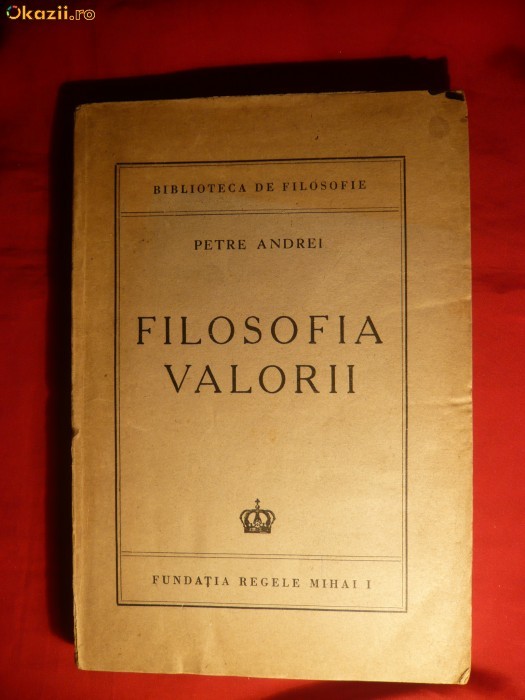 Okazii.ro
BIBLIOTECA DE FILOSOFIE
PETRE ANDREI
FILOSOFIA
VALORII
FUNDAȚIA REGELE MIHAI I